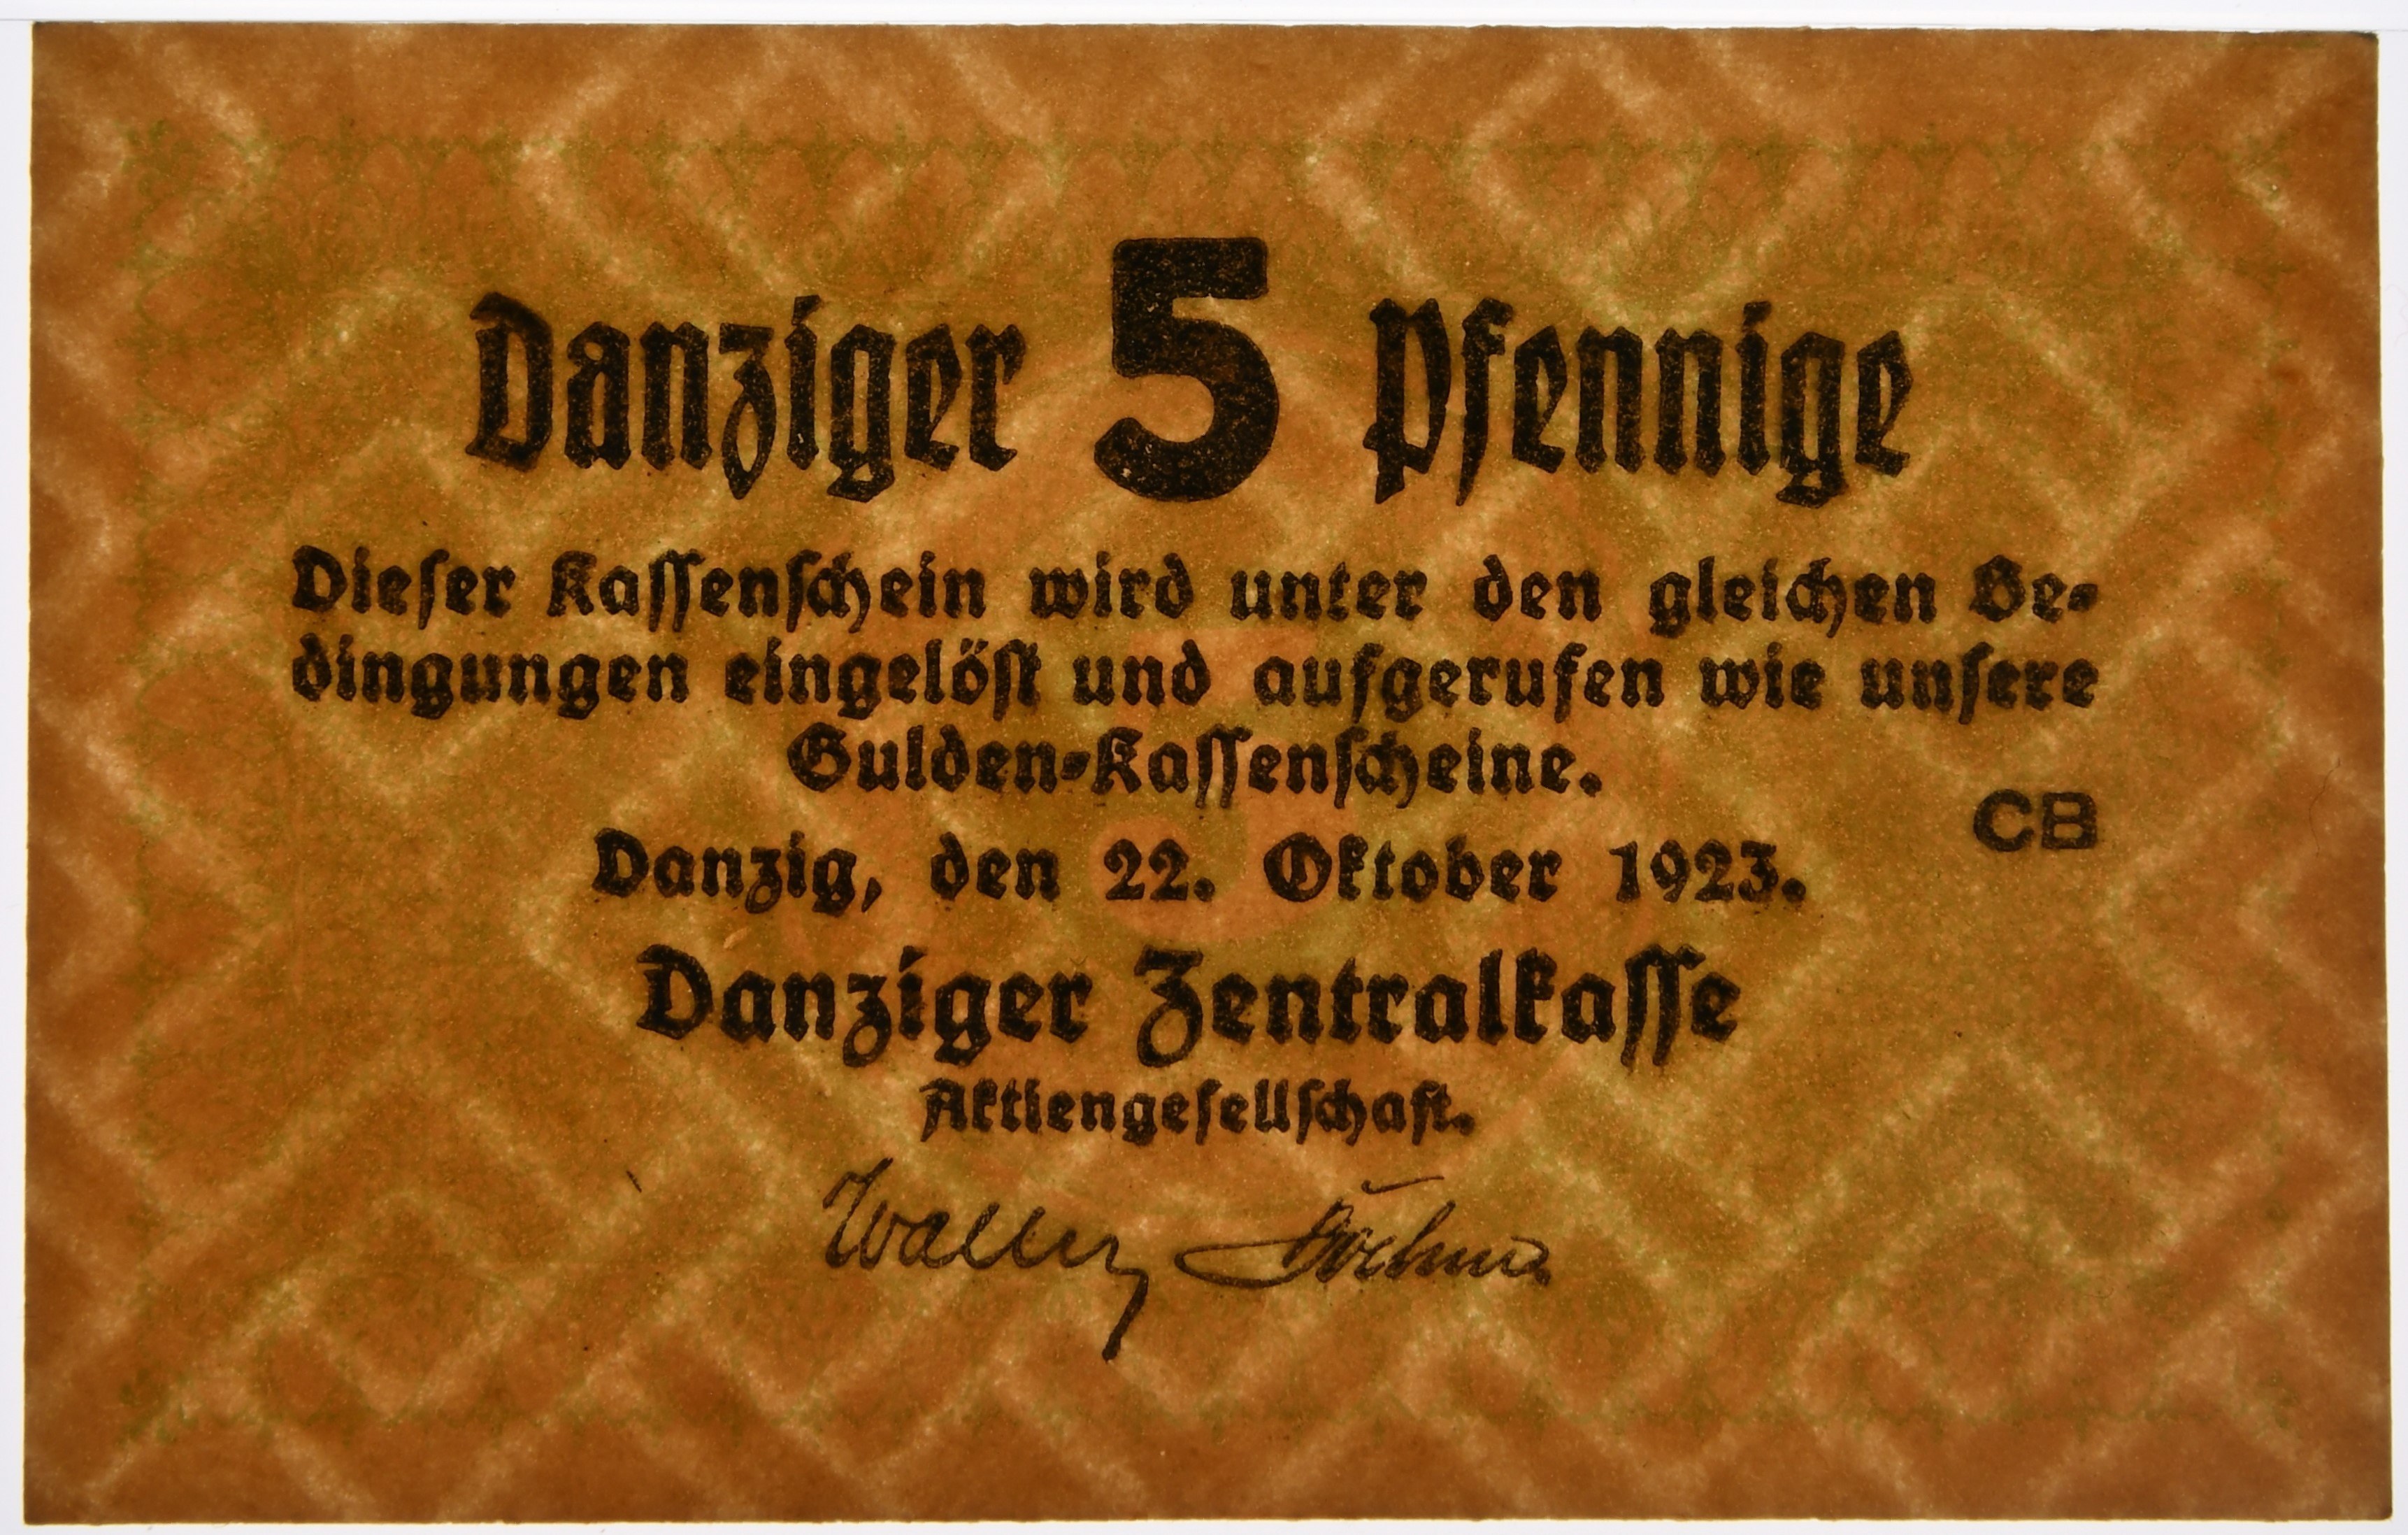 Danziger 5 Pfennige
Dieser Kassenschein wird unter den gleichen Be-
dingungen eingelöst und aufgerufen wie unsere
Gulden-Kassenscheine.
CB
Danzig, den 22. Oktober 1923.
Danziger Zentralkasse
Aktiengesellschaft.